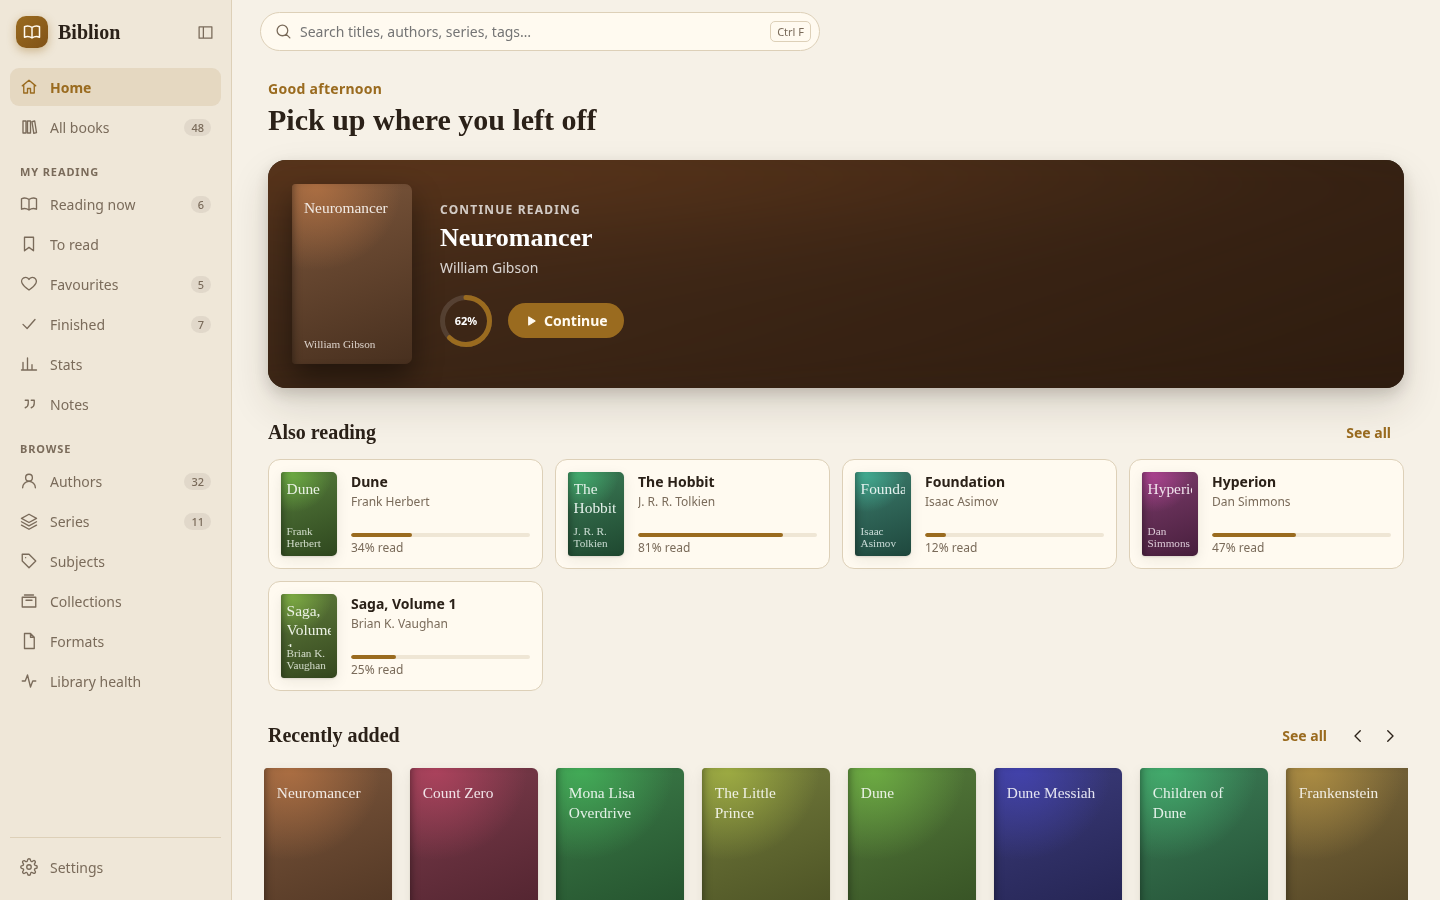 Biblion
Home
All books 48
MY READING
Reading now 6
To read
Favourites 5
Finished 7
Stats
Notes
BROWSE
Authors 32
Series 11
Subjects
Collections
Formats
Library health
Settings
Search titles, authors, series, tags... Ctrl F
Good afternoon
Pick up where you left off
Neuromancer
William Gibson
CONTINUE READING
Neuromancer
William Gibson
62%
Continue
Also reading
See all
Dune
Frank
Herbert
Dune
Frank Herbert
34% read
The
Hobbit
J. R. R.
Tolkien
The Hobbit
J. R. R. Tolkien
81% read
Founda
Isaac
Asimov
Foundation
Isaac Asimov
12% read
Hyperi
Dan
Simmons
Hyperion
Dan Simmons
47% read
Saga,
Volume
Brian K.
Vaughan
Saga, Volume 1
Brian K. Vaughan
25% read
Recently added
See all
Neuromancer
Count Zero
Mona Lisa
Overdrive
The Little
Prince
Dune
Dune Messiah
Children of
Dune
Frankenstein